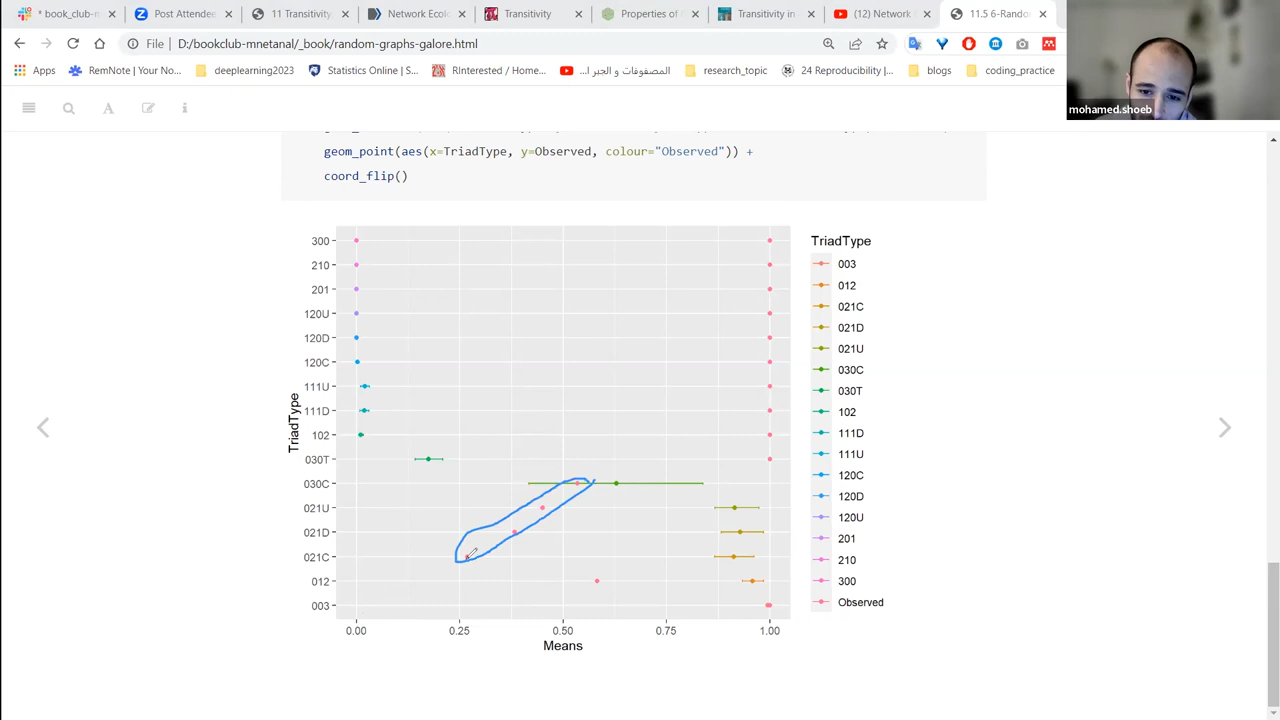 * book_club-n
Post Attendee
11 Transitivity,
Network Ecolo
Transitivity
Properties of N
Transitivity in
(12) Network
11.5 6-Rando
File D:/bookclub_nnetanal/_book/random-graphs-galore.html
Apps
RemNote | Your No...
deeplearning2023
Statistics Online | S...
RInterested / Home...
المصفوفات و الجبر ا...
research_topic
24 Reproducibility |...
blogs
coding_practice
mohamed.shoeb
geom_point(aes(x=TriadType, y=Observed, colour="Observed")) +
coord_flip()
TriadType
300
210
201
120U
120D
120C
111U
111D
102
030T
030C
021U
021D
021C
012
003
0.00
0.25
0.50
0.75
1.00
Means
TriadType
003
012
021C
021D
021U
030C
030T
102
111D
111U
120C
120D
120U
201
210
300
Observed